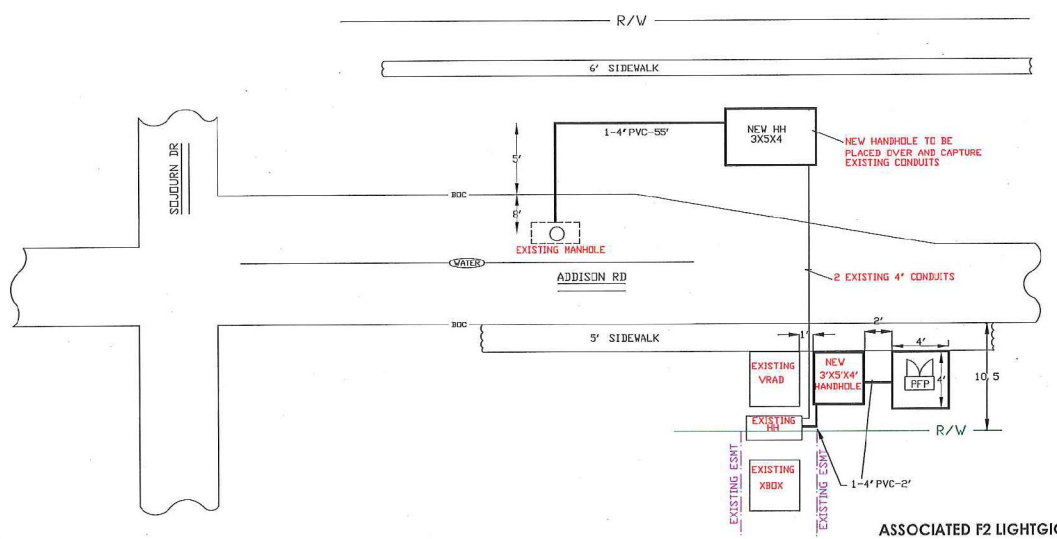 R/W
6' SIDEWALK
SOJOURN DR
5'
1-4" PVC-55'
NEW HH
3X5X4
NEW HANDHOLE TO BE
PLACED OVER AND CAPTURE
EXISTING CONDUITS
BOC
8'
EXISTING MANHOLE
WATER
ADDISON RD
2 EXISTING 4" CONDUITS
BOC
5' SIDEWALK
1'
2'
4'
EXISTING
VRAD
NEW
3'X5'X4'
HANDHOLE
PFP
4'
10.5
EXISTING
HH
R/W
EXISTING ESMT
EXISTING
XBOX
EXISTING ESMT
1-4" PVC-2'
ASSOCIATED F2 LIGHTGIG